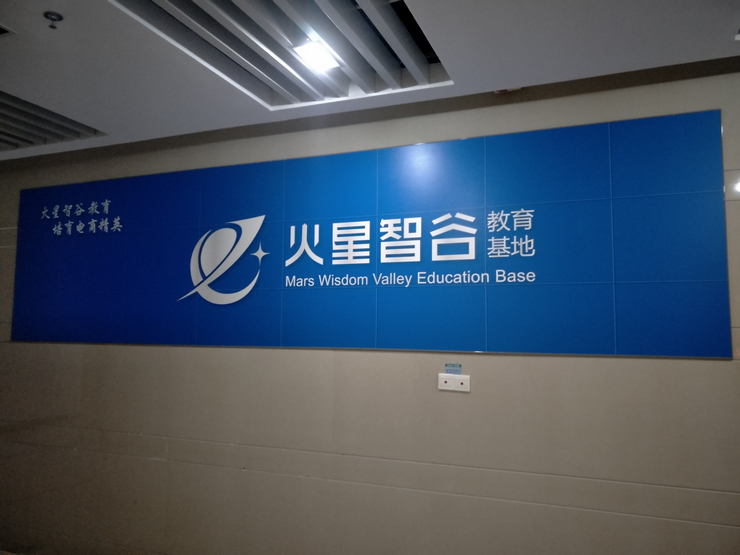 火星智谷教育
培育电商精英
火星智谷
教育
基地
Mars Wisdom Valley Education Base